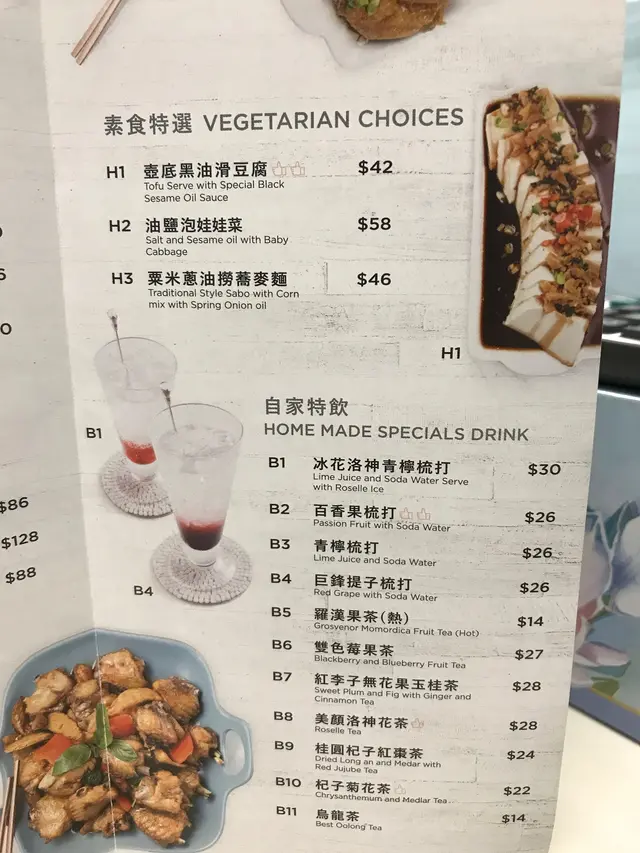 素食特選 VEGETARIAN CHOICES
H1 壺底黑油滑豆腐 $42
Tofu Serve with Special Black
Sesame Oil Sauce
H2 油鹽泡娃娃菜 $58
Salt and Sesame oil with Baby
Cabbage
H3 粟米蔥油撈蕎麥麵 $46
Traditional Style Sabo with Corn
mix with Spring Onion oil
H1
自家特飲
HOME MADE SPECIALS DRINK
B1
B1 冰花洛神青檸梳打 $30
Lime Juice and Soda Water Serve
with Roselle Ice
B2 百香果梳打 $26
Passion Fruit with Soda Water
B3 青檸梳打 $26
Lime Juice and Soda Water
B4 巨鋒提子梳打 $26
Red Grape with Soda Water
B4
B5 羅漢果茶(熱) $14
Grosvenor Momordica Fruit Tea (Hot)
B6 雙色莓果茶 $27
Blackberry and Blueberry Fruit Tea
B7 紅李子無花果玉桂茶 $28
Sweet Plum and Fig with Ginger and
Cinnamon Tea
B8 美顏洛神花茶 $28
Roselle Tea
B9 桂圓杞子紅棗茶 $24
Dried Long an and Medar with
Red Jujube Tea
B10 杞子菊花茶 $22
Chrysanthemum and Medlar Tea
B11 烏龍茶 $14
Best Oolong Tea
$86
$128
$88